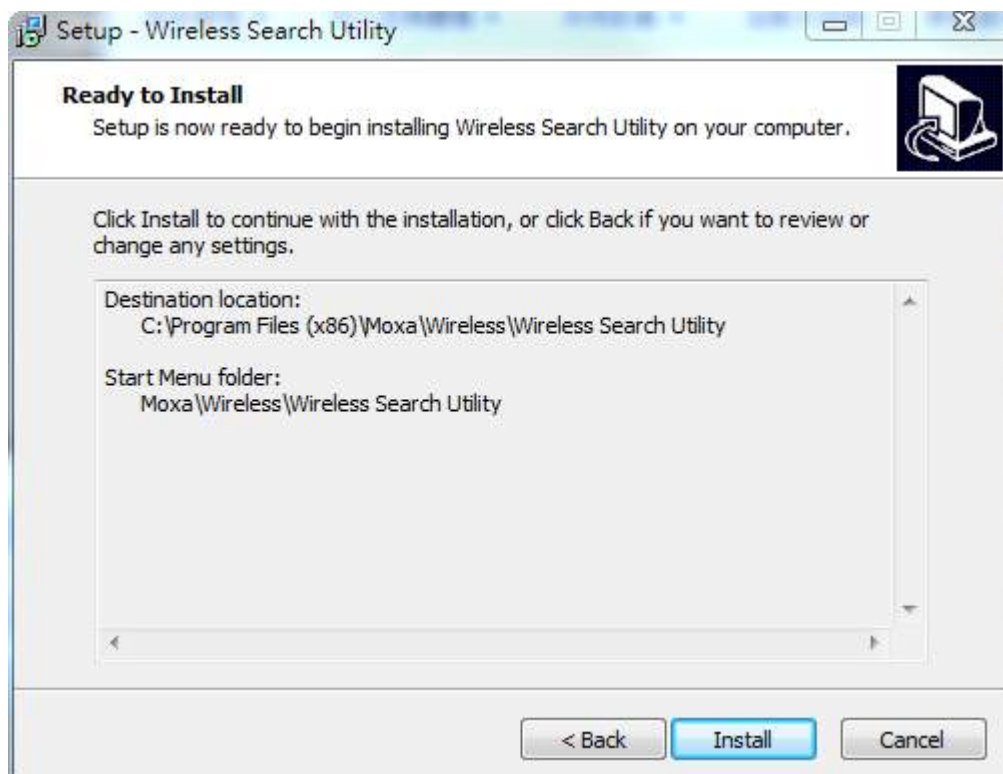 Setup - Wireless Search Utility
Ready to Install
Setup is now ready to begin installing Wireless Search Utility on your computer.
Click Install to continue with the installation, or click Back if you want to review or
change any settings.
Destination location:
C:\Program Files (x86)\Moxa\Wireless\Wireless Search Utility
Start Menu folder:
Moxa\Wireless\Wireless Search Utility
< Back
Install
Cancel